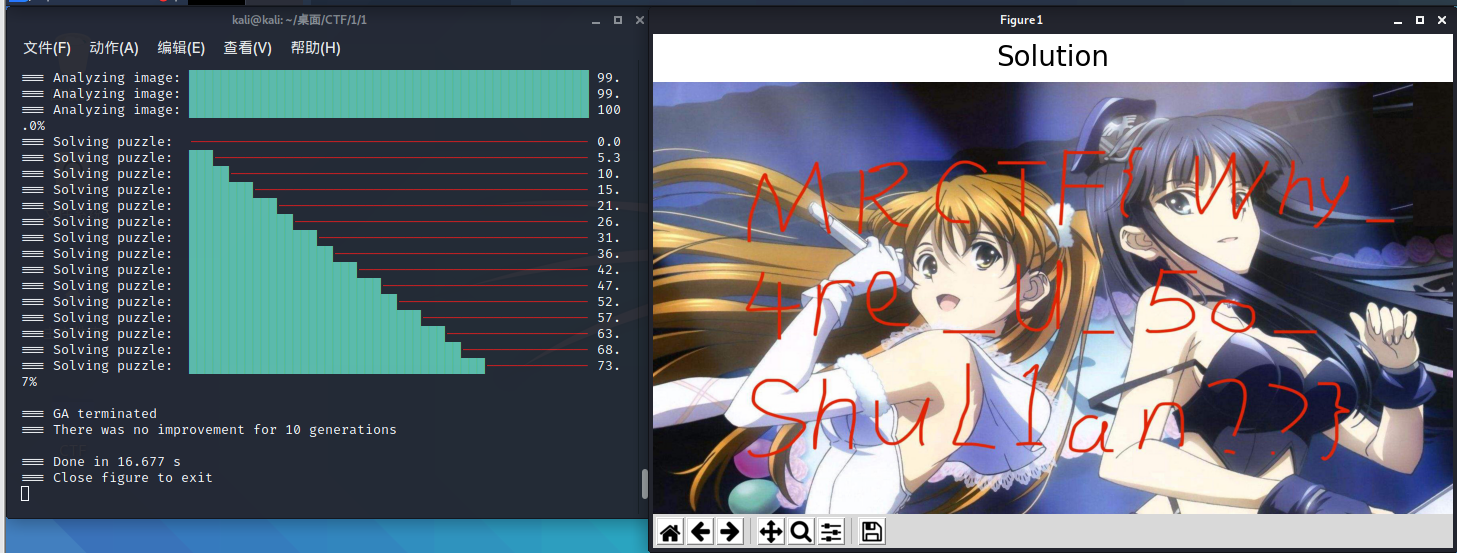 kali@kali: ~/桌面/CTF/1/1
文件(F) 动作(A) 编辑(E) 查看(V) 帮助(H)
Analyzing image: 99.
Analyzing image: 99.
Analyzing image: 100
.0%
Solving puzzle: 0.0
Solving puzzle: 5.3
Solving puzzle: 10.
Solving puzzle: 15.
Solving puzzle: 21.
Solving puzzle: 26.
Solving puzzle: 31.
Solving puzzle: 36.
Solving puzzle: 42.
Solving puzzle: 47.
Solving puzzle: 52.
Solving puzzle: 57.
Solving puzzle: 63.
Solving puzzle: 68.
Solving puzzle: 73.
7%
GA terminated
There was no improvement for 10 generations
Done in 16.677 s
Close figure to exit
Figure1
Solution
MRCTF{Why_
4re_U_5o_
ShuL1an??}